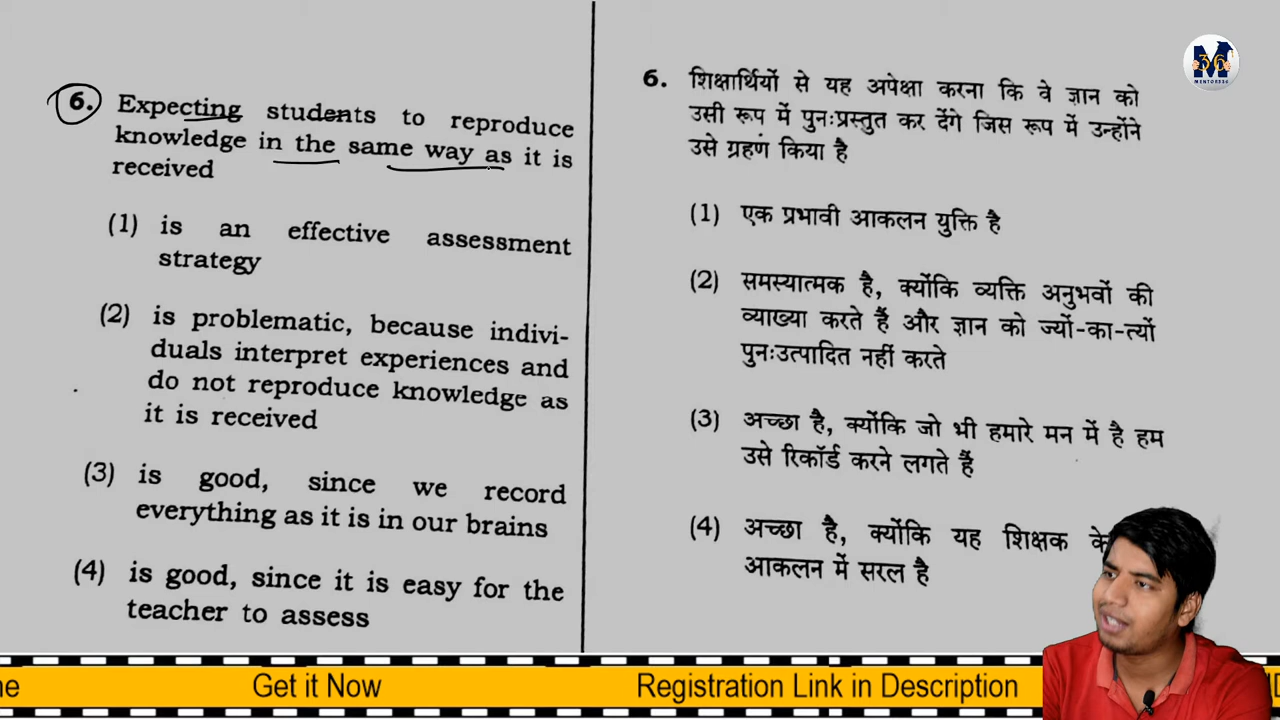 6. Expecting students to reproduce
knowledge in the same way as it is
received
(1) is an effective assessment
strategy
(2) is problematic, because indivi-
duals interpret experiences and
do not reproduce knowledge as
it is received
(3) is good, since we record
everything as it is in our brains
(4) is good, since it is easy for the
teacher to assess
6. शिक्षार्थियों से यह अपेक्षा करना कि वे ज्ञान को
उसी रूप में पुनःप्रस्तुत कर देंगे जिस रूप में उन्होंने
उसे ग्रहण किया है
(1) एक प्रभावी आकलन युक्ति है
(2) समस्यात्मक है, क्योंकि व्यक्ति अनुभवों की
व्याख्या करते हैं और ज्ञान को ज्यों-का-त्यों
पुनःउत्पादित नहीं करते
(3) अच्छा है, क्योंकि जो भी हमारे मन में है हम
उसे रिकॉर्ड करने लगते हैं
(4) अच्छा है, क्योंकि यह शिक्षक के
आकलन में सरल है
36
MENTORS36
Get it Now
Registration Link in Description